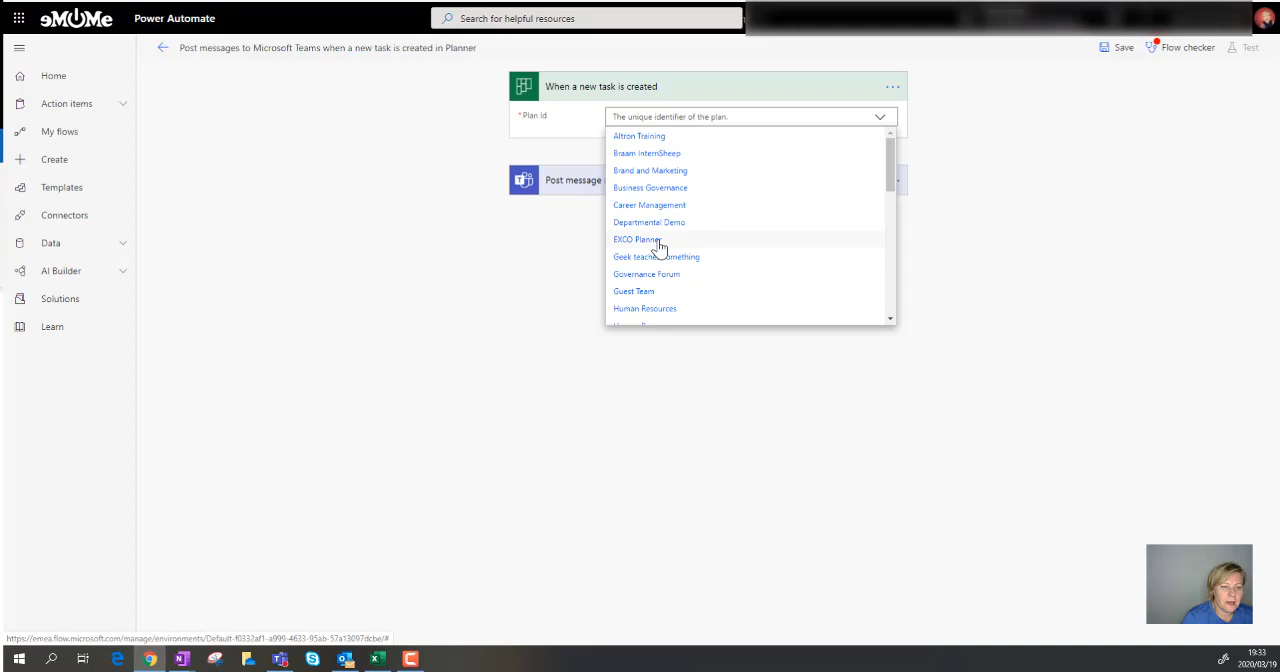 eMOMe
Power Automate
Search for helpful resources
Post messages to Microsoft Teams when a new task is created in Planner
Save
Flow checker
Test
Home
Action items
My flows
Create
Templates
Connectors
Data
AI Builder
Solutions
Learn
When a new task is created
* Plan Id
The unique identifier of the plan.
Altron Training
Braam InternSheep
Brand and Marketing
Business Governance
Career Management
Departmental Demo
EXCO Planner
Geek teache omething
Governance Forum
Guest Team
Human Resources
Post message
https://emea.flow.microsoft.com/manage/environments/Default-f0332af1-a999-4633-95ab-57a13097dcbe/#
19:33
2020/03/19